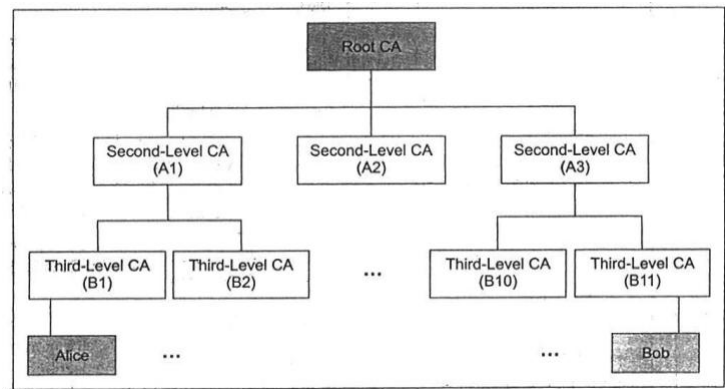 Root CA
Second-Level CA
(A1)
Second-Level CA
(A2)
Second-Level CA
(A3)
Third-Level CA
(B1)
Third-Level CA
(B2)
...
Third-Level CA
(B10)
Third-Level CA
(B11)
Alice
...
...
Bob